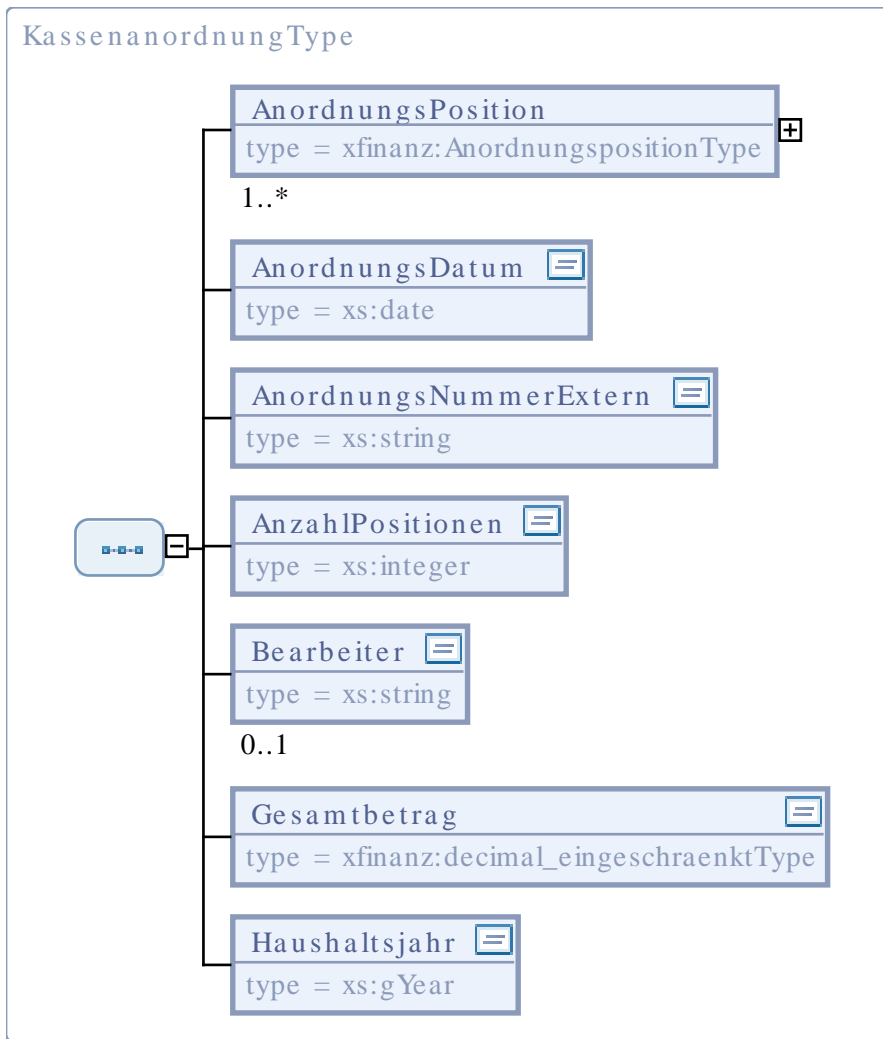 KassenanordnungType
AnordnungsPosition
type = xfinanz:AnordnungspositionType
1..*
AnordnungsDatum
type = xs:date
AnordnungsNummerExtern
type = xs:string
AnzahlPositionen
type = xs:integer
Bearbeiter
type = xs:string
0..1
Gesamtbetrag
type = xfinanz:decimal_eingeschraenktType
Haushaltsjahr
type = xs:gYear